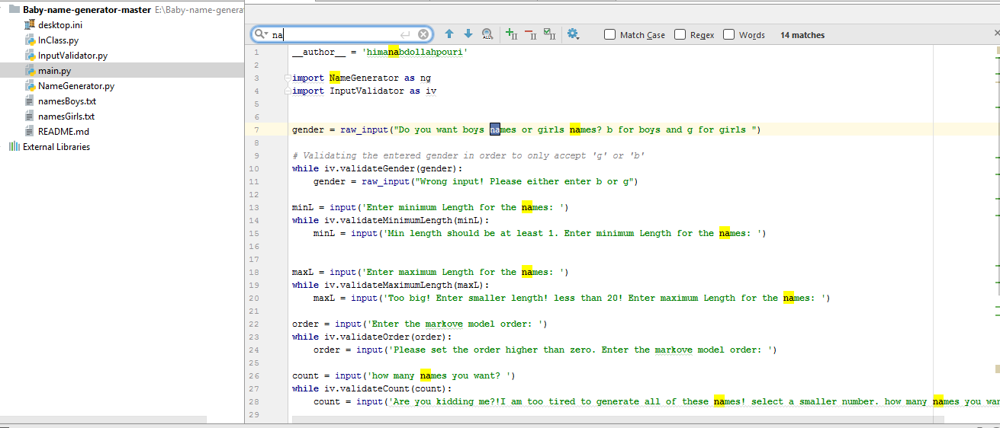 Baby-name-generator-master E:\Baby-name-genera
desktop.ini
InClass.py
InputValidator.py
main.py
NameGenerator.py
namesBoys.txt
namesGirls.txt
README.md
External Libraries
na Match Case Regex Words 14 matches
1 __author__ = 'himanabdollahpouri'
2
3 import NameGenerator as ng
4 import InputValidator as iv
5
6
7 gender = raw_input("Do you want boys names or girls names? b for boys and g for girls ")
8
9 # Validating the entered gender in order to only accept 'g' or 'b'
10 while iv.validateGender(gender):
11 gender = raw_input("Wrong input! Please either enter b or g")
12
13 minL = input('Enter minimum Length for the names: ')
14 while iv.validateMinimumLength(minL):
15 minL = input('Min length should be at least 1. Enter minimum Length for the names: ')
16
17
18 maxL = input('Enter maximum Length for the names: ')
19 while iv.validateMaximumLength(maxL):
20 maxL = input('Too big! Enter smaller length! less than 20! Enter maximum Length for the names: ')
21
22 order = input('Enter the markove model order: ')
23 while iv.validateOrder(order):
24 order = input('Please set the order higher than zero. Enter the markove model order: ')
25
26 count = input('how many names you want? ')
27 while iv.validateCount(count):
28 count = input('Are you kidding me?!I am too tired to generate all of these names! select a smaller number. how many names you wan
29